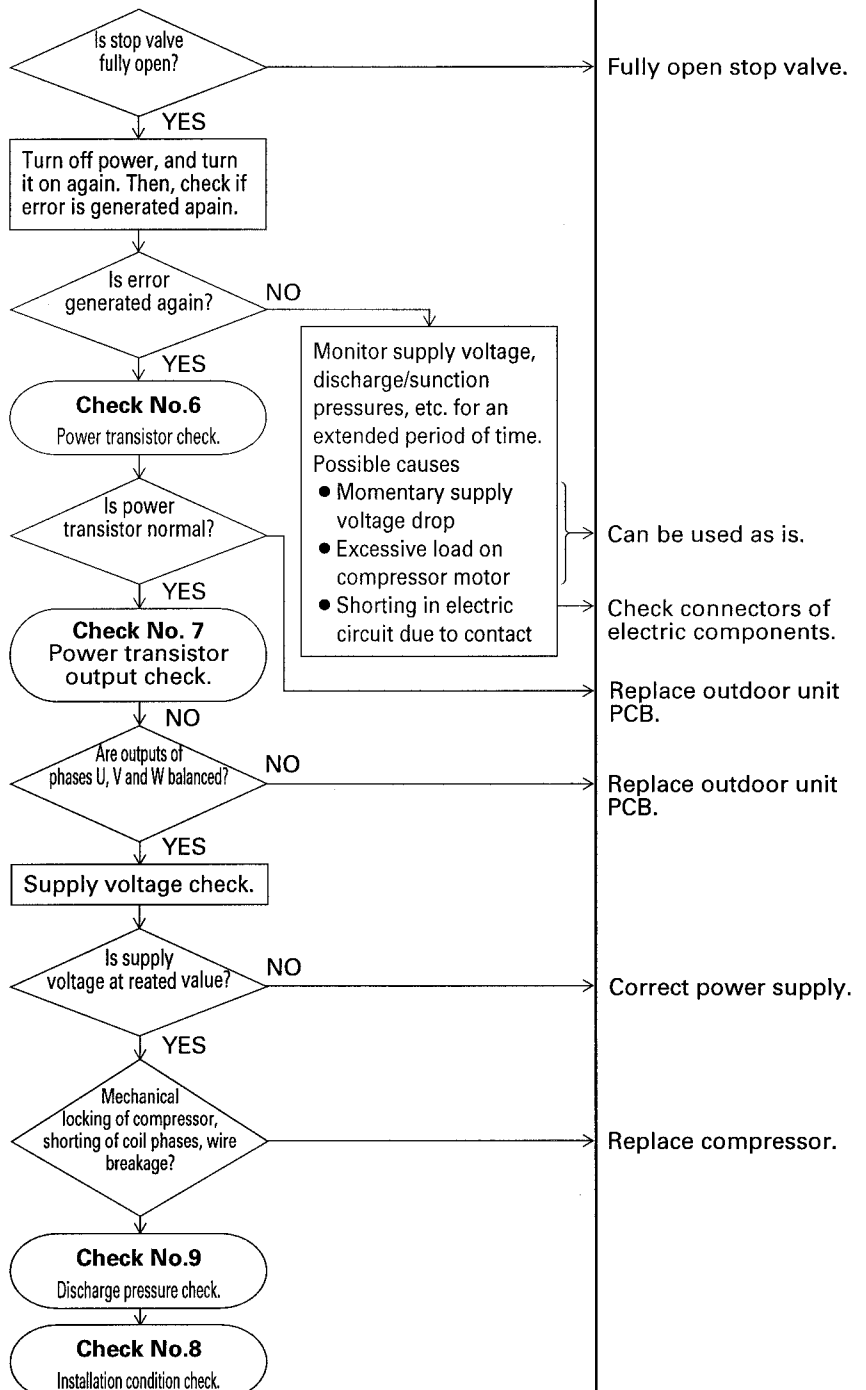 Is stop valve
fully open?
Fully open stop valve.
YES
Turn off power, and turn
it on again. Then, check if
error is generated apain.
Is error
generated again?
NO
YES
Monitor supply voltage,
discharge/sunction
pressures, etc. for an
extended period of time.
Possible causes
● Momentary supply
voltage drop
● Excessive load on
compressor motor
● Shorting in electric
circuit due to contact
Can be used as is.
Check connectors of
electric components.
Check No.6
Power transistor check.
Is power
transistor normal?
Replace outdoor unit
PCB.
YES
Check No. 7
Power transistor
output check.
NO
Are outputs of
phases U, V and W balanced?
NO
Replace outdoor unit
PCB.
YES
Supply voltage check.
Is supply
voltage at reated value?
NO
Correct power supply.
YES
Mechanical
locking of compressor,
shorting of coil phases, wire
breakage?
Replace compressor.
Check No.9
Discharge pressure check.
Check No.8
Installation condition check.